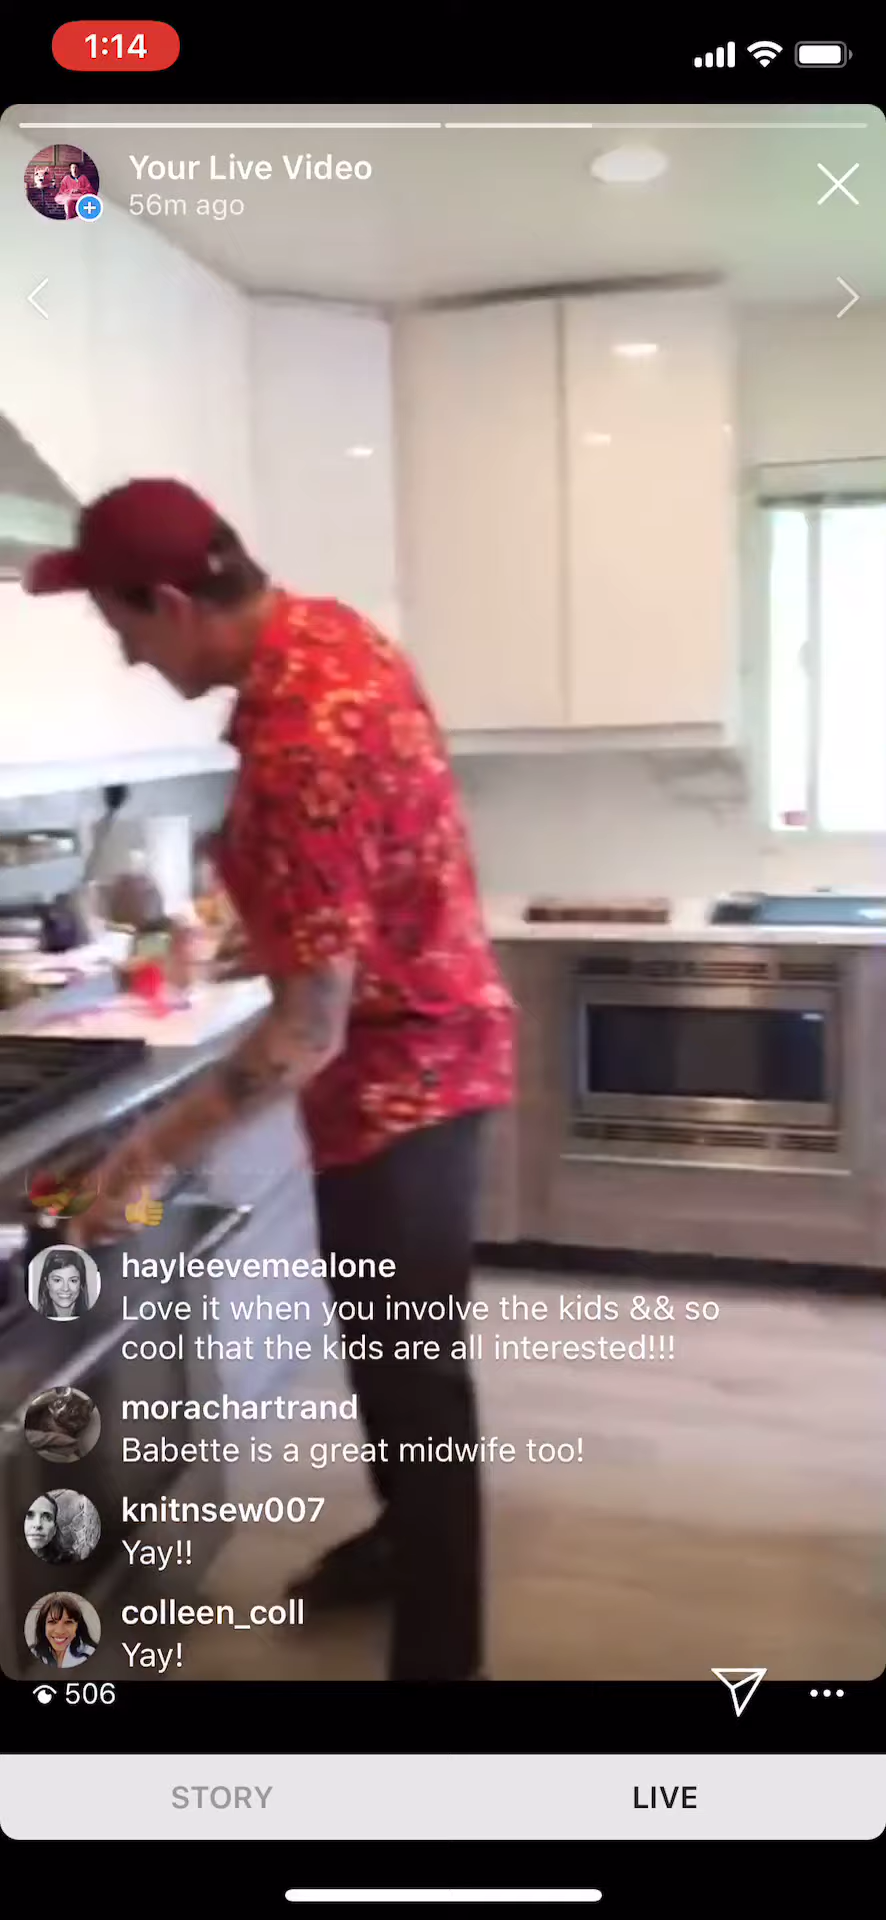 1:14
Your Live Video
56m ago
👍
hayleevemealone
Love it when you involve the kids && so
cool that the kids are all interested!!!
morachartrand
Babette is a great midwife too!
knitnsew007
Yay!!
colleen_coll
Yay!
506
STORY
LIVE